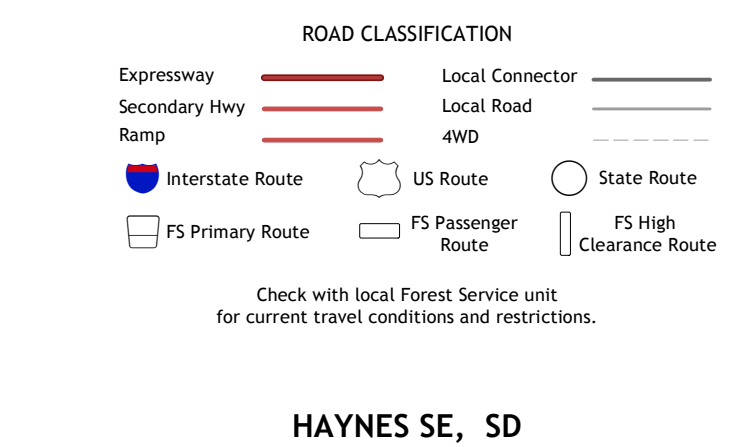 ROAD CLASSIFICATION
Expressway
Local Connector
Secondary Hwy
Local Road
Ramp
4WD
Interstate Route
US Route
State Route
FS Primary Route
FS Passenger
Route
FS High
Clearance Route
Check with local Forest Service unit
for current travel conditions and restrictions.
HAYNES SE, SD